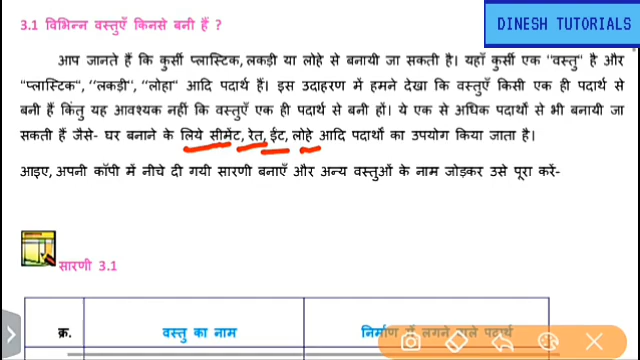 DINESH TUTORIALS
3.1 विभिन्न वस्तुएँ किनसे बनी हैं ?
आप जानते हैं कि कुर्सी प्लास्टिक, लकड़ी या लोहे से बनायी जा सकती है। यहाँ कुर्सी एक "वस्तु" है और
"प्लास्टिक", "लकड़ी", "लोहा" आदि पदार्थ हैं। इस उदाहरण में हमने देखा कि वस्तुएँ किसी एक ही पदार्थ से
बनी हैं किंतु यह आवश्यक नहीं कि वस्तुएँ एक ही पदार्थ से बनी हों। ये एक से अधिक पदार्थो से भी बनायी जा
सकती हैं जैसे- घर बनाने के लिये सीमेंट, रेत, ईट, लोहे आदि पदार्थो का उपयोग किया जाता है।
आइए, अपनी कॉपी में नीचे दी गयी सारणी बनाएँ और अन्य वस्तुओं के नाम जोड़कर उसे पूरा करें-
सारणी 3.1
क्र. वस्तु का नाम निर्माण में लगने वाले पदार्थ